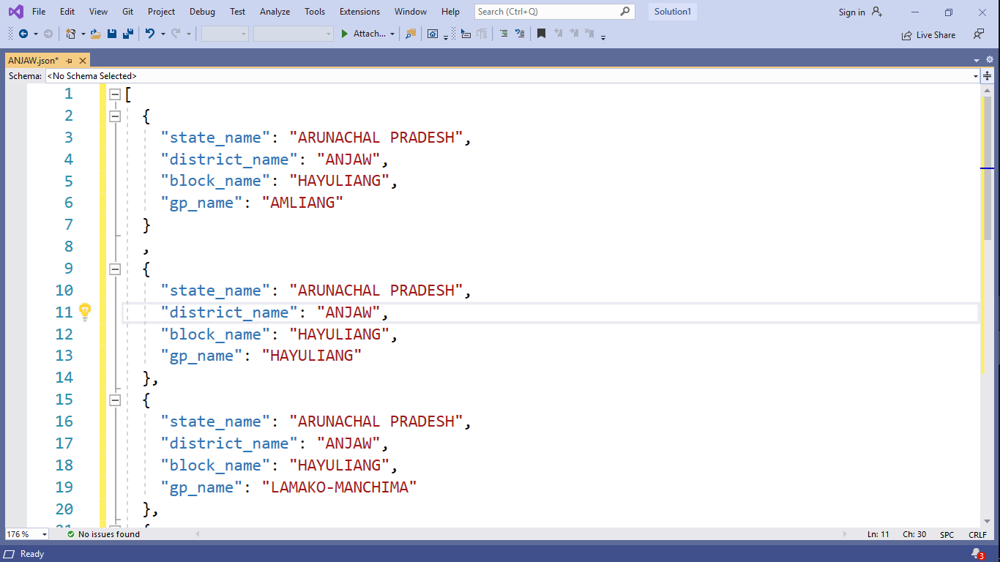 File Edit View Git Project Debug Test Analyze Tools Extensions Window Help Search (Ctrl+Q) Solution1 Sign in
Attach... Live Share
ANJAW.json*
Schema: <No Schema Selected>
1 [
2 {
3 "state_name": "ARUNACHAL PRADESH",
4 "district_name": "ANJAW",
5 "block_name": "HAYULIANG",
6 "gp_name": "AMLIANG"
7 }
8 ,
9 {
10 "state_name": "ARUNACHAL PRADESH",
11 "district_name": "ANJAW",
12 "block_name": "HAYULIANG",
13 "gp_name": "HAYULIANG"
14 },
15 {
16 "state_name": "ARUNACHAL PRADESH",
17 "district_name": "ANJAW",
18 "block_name": "HAYULIANG",
19 "gp_name": "LAMAKO-MANCHIMA"
20 },
176 % No issues found Ln: 11 Ch: 30 SPC CRLF
Ready 3